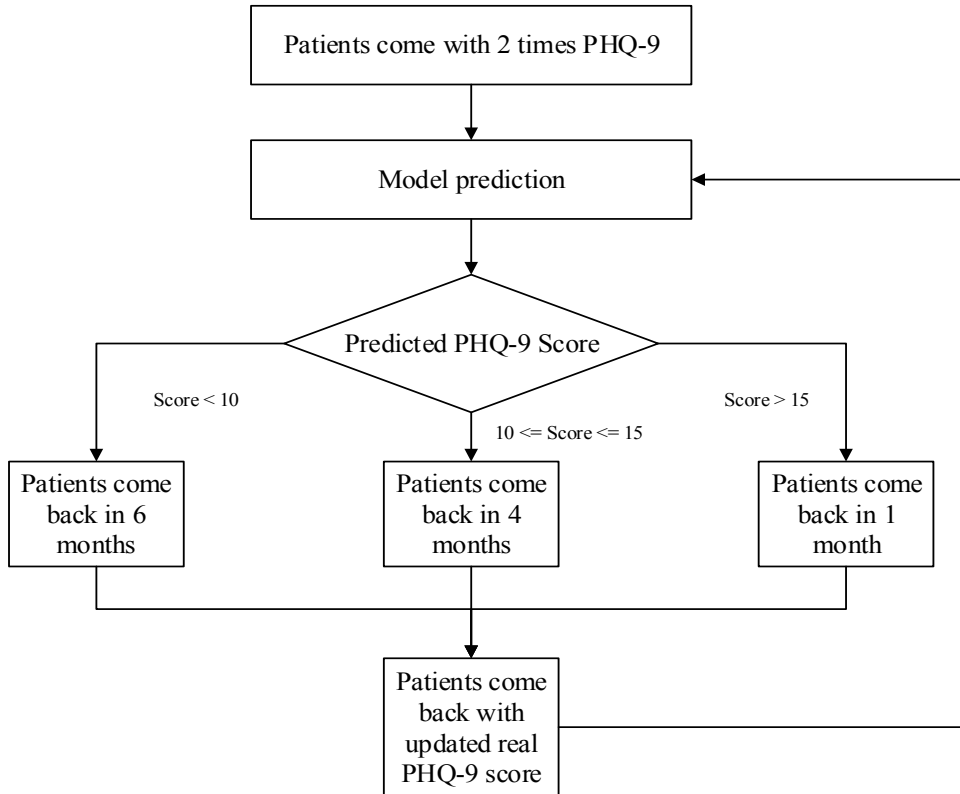 Patients come with 2 times PHQ-9
Model prediction
Predicted PHQ-9 Score
Score < 10
10 <= Score <= 15
Score > 15
Patients come
back in 6
months
Patients come
back in 4
months
Patients come
back in 1
month
Patients come
back with
updated real
PHQ-9 score